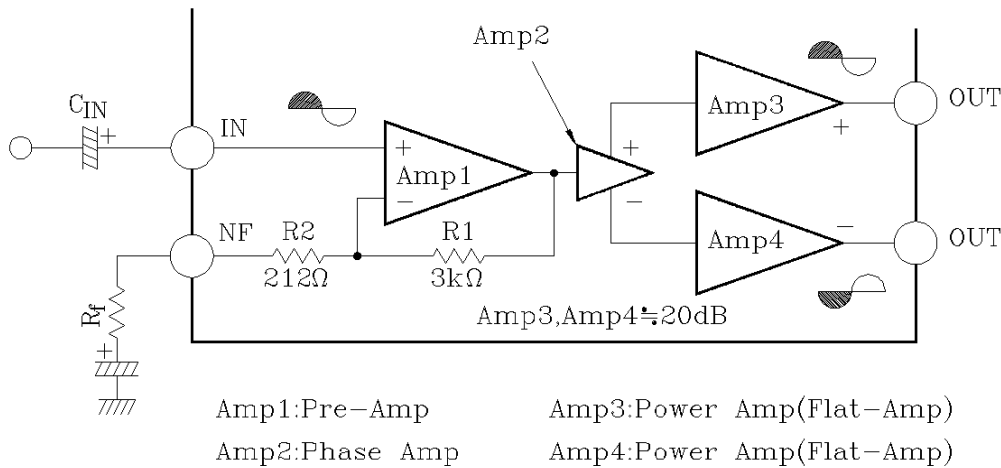 Amp2
C_IN
+
IN
+
Amp1
−
Amp3
+
OUT
+
−
NF
R2
212Ω
R1
3kΩ
Amp4
−
OUT
R_f
+
Amp3,Amp4≒20dB
Amp1:Pre−Amp
Amp3:Power Amp(Flat−Amp)
Amp2:Phase Amp
Amp4:Power Amp(Flat−Amp)